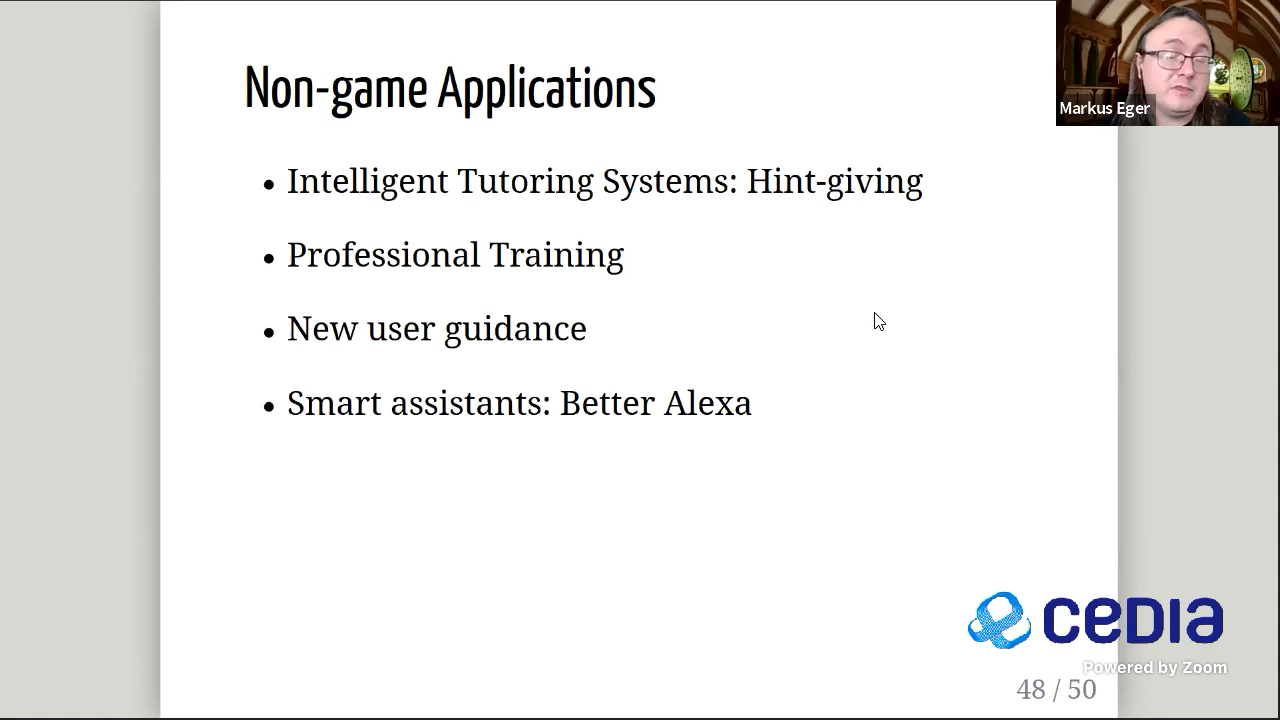 Non-game Applications
Markus Eger
• Intelligent Tutoring Systems: Hint-giving
• Professional Training
• New user guidance
• Smart assistants: Better Alexa
ceDIa
Powered by Zoom
48 / 50